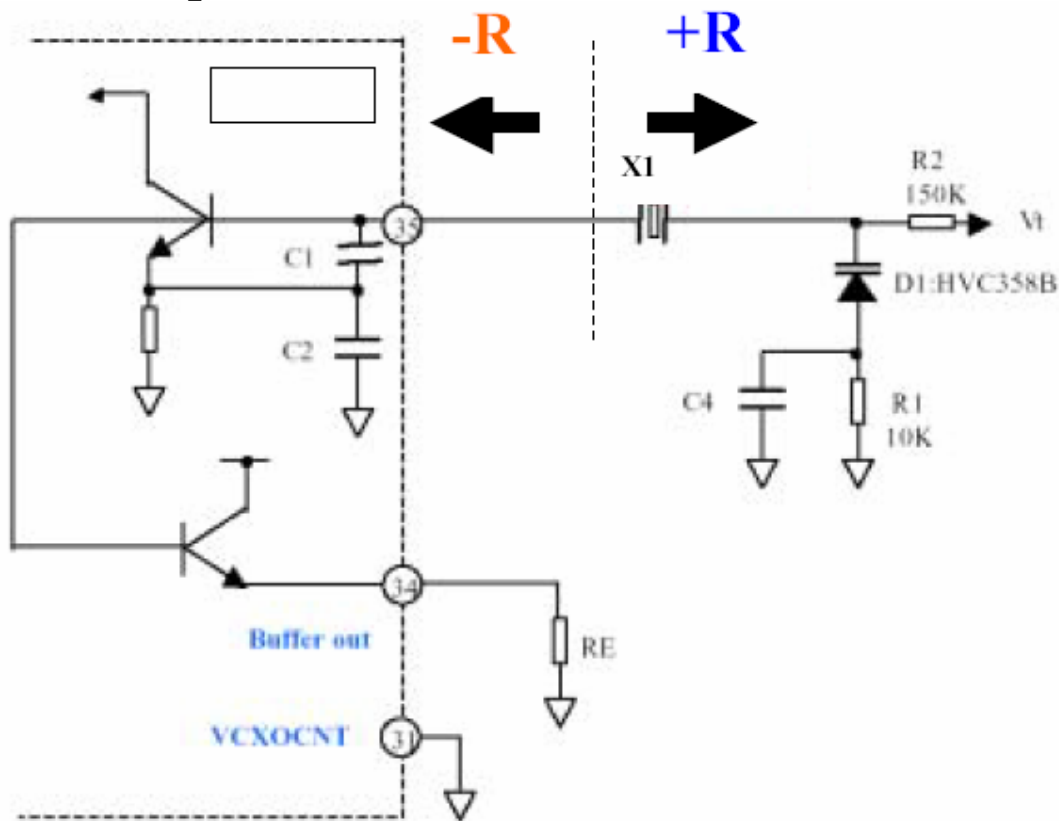 -R
+R
X1
R2
150K
Vt
35
C1
D1:HVC358B
C2
C4
R1
10K
34
Buffer out
RE
VCXOCNT
31